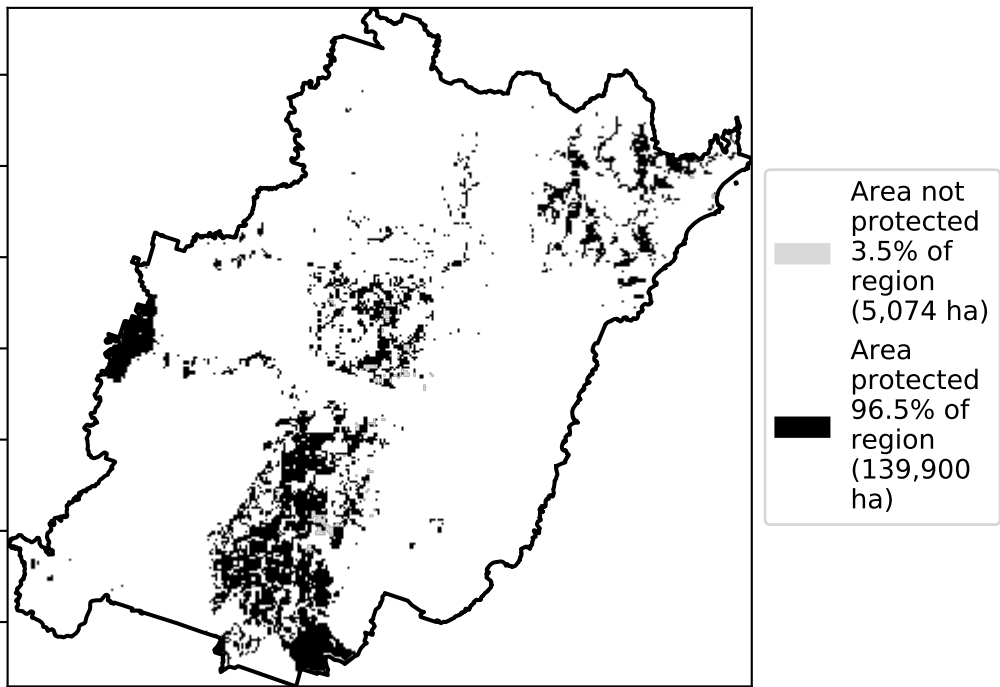 Area not
protected
3.5% of
region
(5,074 ha)
Area
protected
96.5% of
region
(139,900
ha)